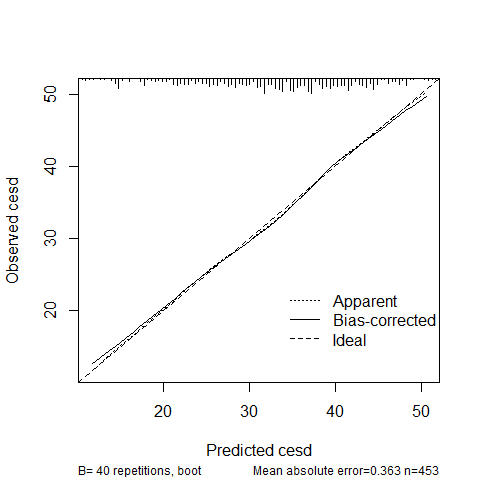 Observed cesd
50
40
30
20
Apparent
Bias-corrected
Ideal
20 30 40 50
Predicted cesd
B= 40 repetitions, boot Mean absolute error=0.363 n=453